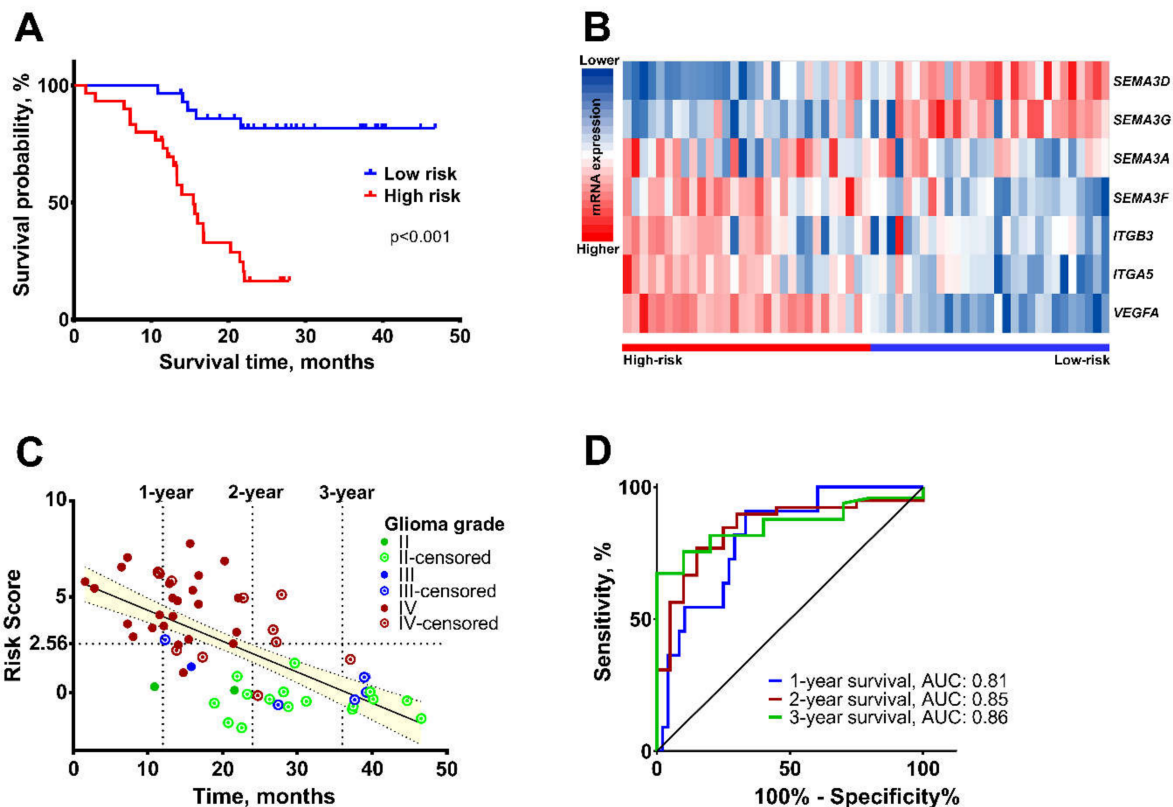 A
Survival probability, %
100
50
0
0 10 20 30 40 50
Survival time, months
Low risk
High risk
p<0.001
B
Lower
mRNA expression
Higher
SEMA3D
SEMA3G
SEMA3A
SEMA3F
ITGB3
ITGA5
VEGFA
High-risk Low-risk
C
Risk Score
10
5
2.56
0
1-year 2-year 3-year
Glioma grade
II
II-censored
III
III-censored
IV
IV-censored
0 10 20 30 40 50
Time, months
D
Sensitivity, %
100
50
0
0 50 100
100% - Specificity%
1-year survival, AUC: 0.81
2-year survival, AUC: 0.85
3-year survival, AUC: 0.86